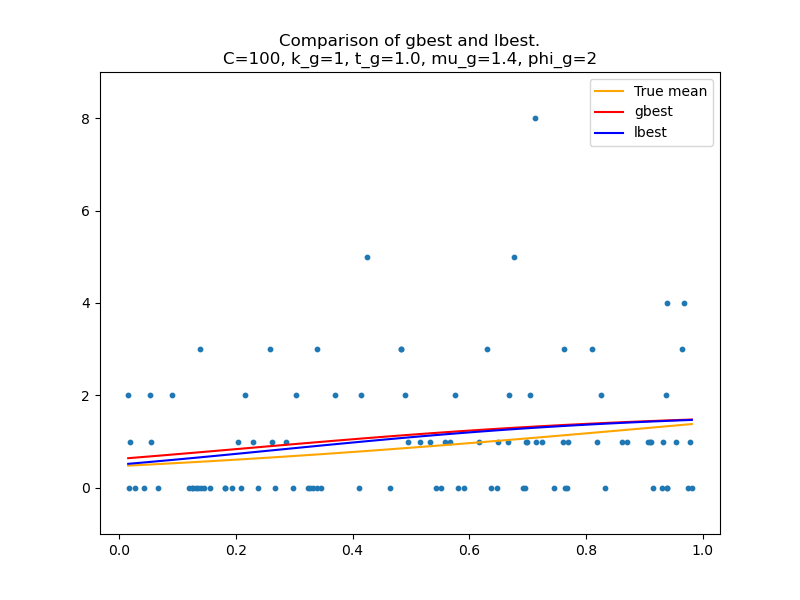 Comparison of gbest and lbest.
C=100, k_g=1, t_g=1.0, mu_g=1.4, phi_g=2
True mean
gbest
lbest
8
6
4
2
0
0.0 0.2 0.4 0.6 0.8 1.0